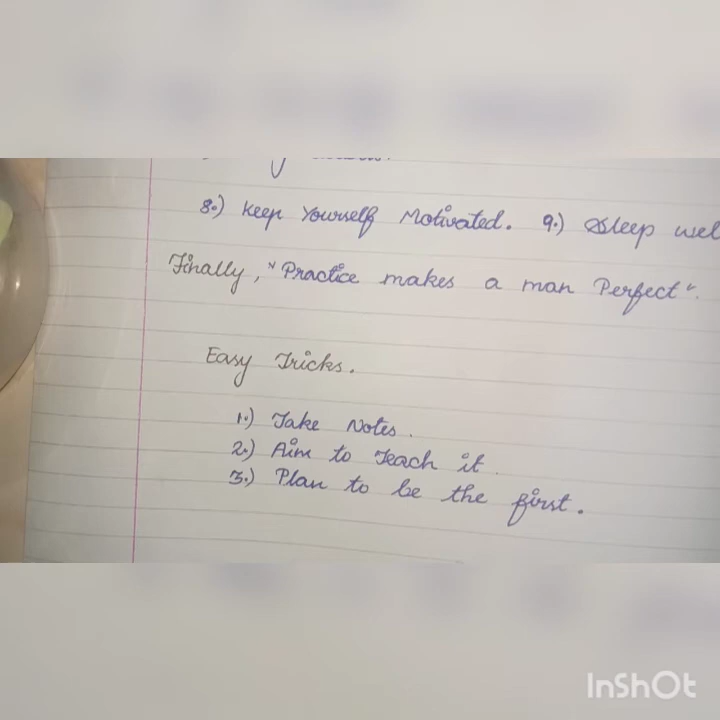 8.) Keep Yourself Motivated. 9.) Sleep wel
Finally, "Practice makes a man Perfect".
Easy Tricks.
1.) Take Notes.
2.) Aim to Teach it.
3.) Plan to be the first.
InShOt